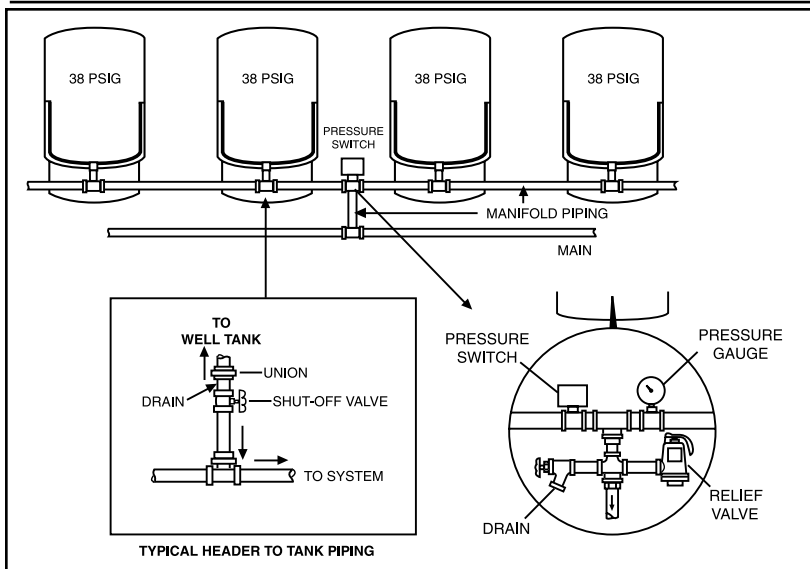 38 PSIG
38 PSIG
38 PSIG
38 PSIG
PRESSURE
SWITCH
MANIFOLD PIPING
MAIN
TO
WELL TANK
UNION
DRAIN
SHUT-OFF VALVE
TO SYSTEM
TYPICAL HEADER TO TANK PIPING
PRESSURE
SWITCH
PRESSURE
GAUGE
DRAIN
RELIEF
VALVE